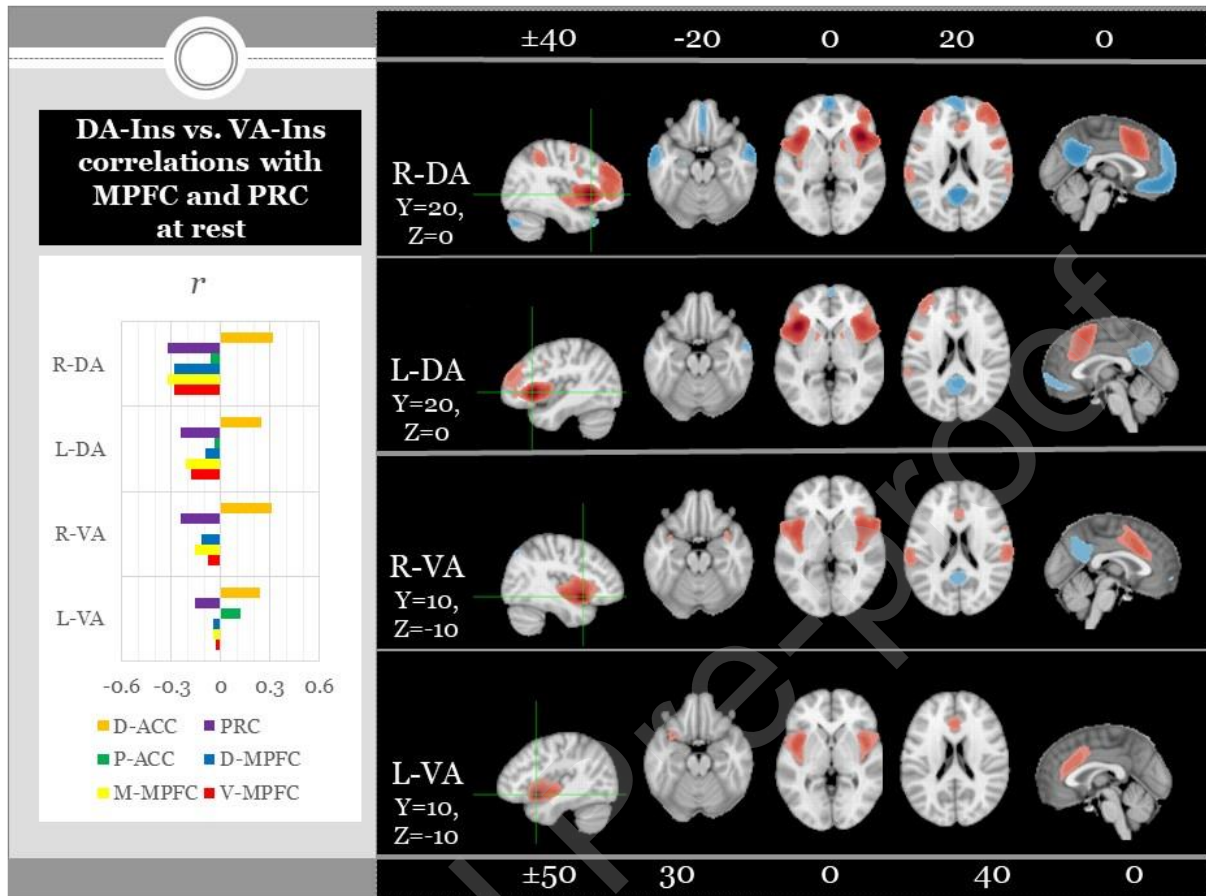 ±40 -20 0 20 0
DA-Ins vs. VA-Ins
correlations with
MPFC and PRC
at rest
r
R-DA
L-DA
R-VA
L-VA
-0.6 -0.3 0 0.3 0.6
D-ACC PRC
P-ACC D-MPFC
M-MPFC V-MPFC
R-DA
Y=20,
Z=0
L-DA
Y=20,
Z=0
R-VA
Y=10,
Z=-10
L-VA
Y=10,
Z=-10
±50 30 0 40 0
pre-proof